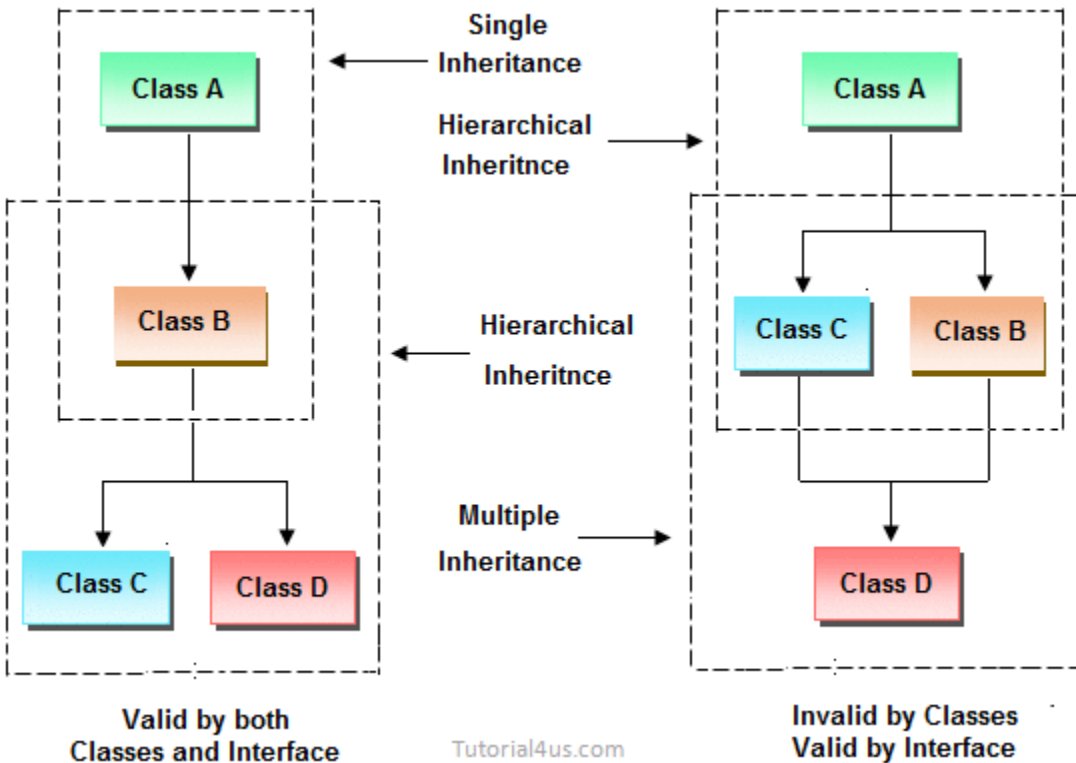 Single
Inheritance
Class A
Class A
Hierarchical
Inheritnce
Class B
Hierarchical
Inheritnce
Class C
Class B
Multiple
Inheritance
Class C
Class D
Class D
Valid by both
Classes and Interface
Tutorial4us.com
Invalid by Classes
Valid by Interface